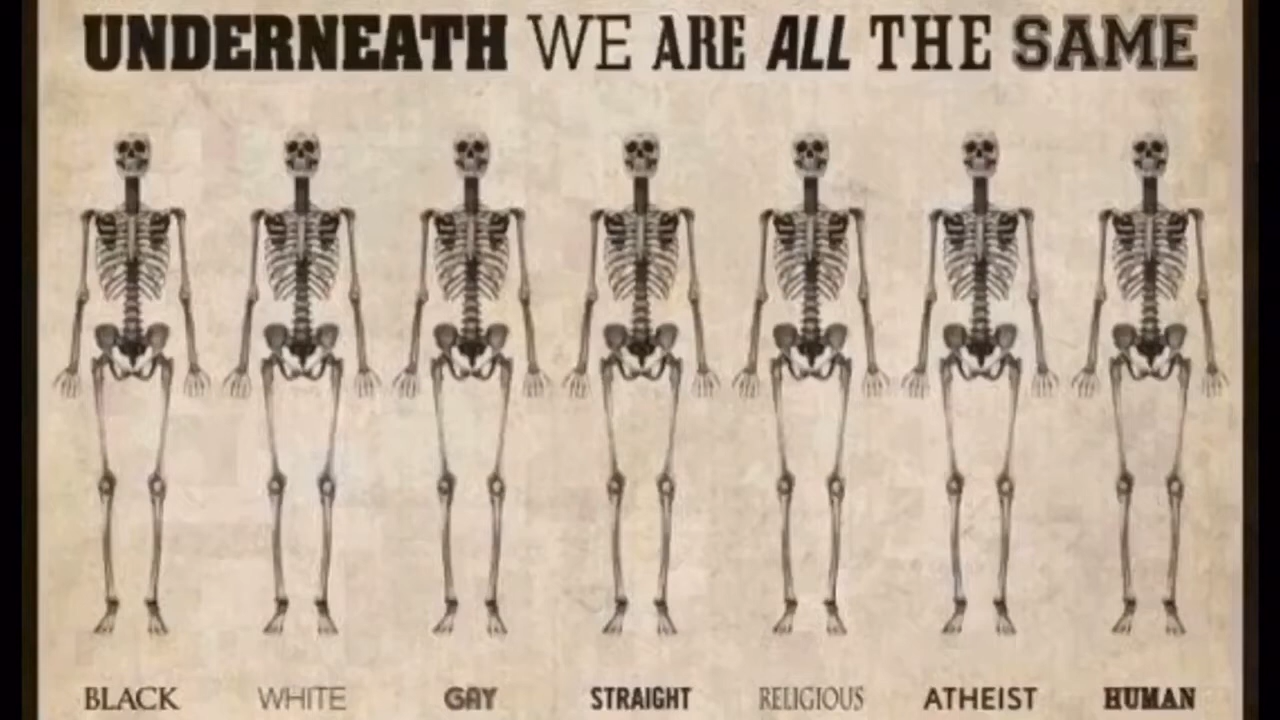 UNDERNEATH WE ARE ALL THE SAME
BLACK WHITE GAY STRAIGHT RELIGIOUS ATHEIST HUMAN